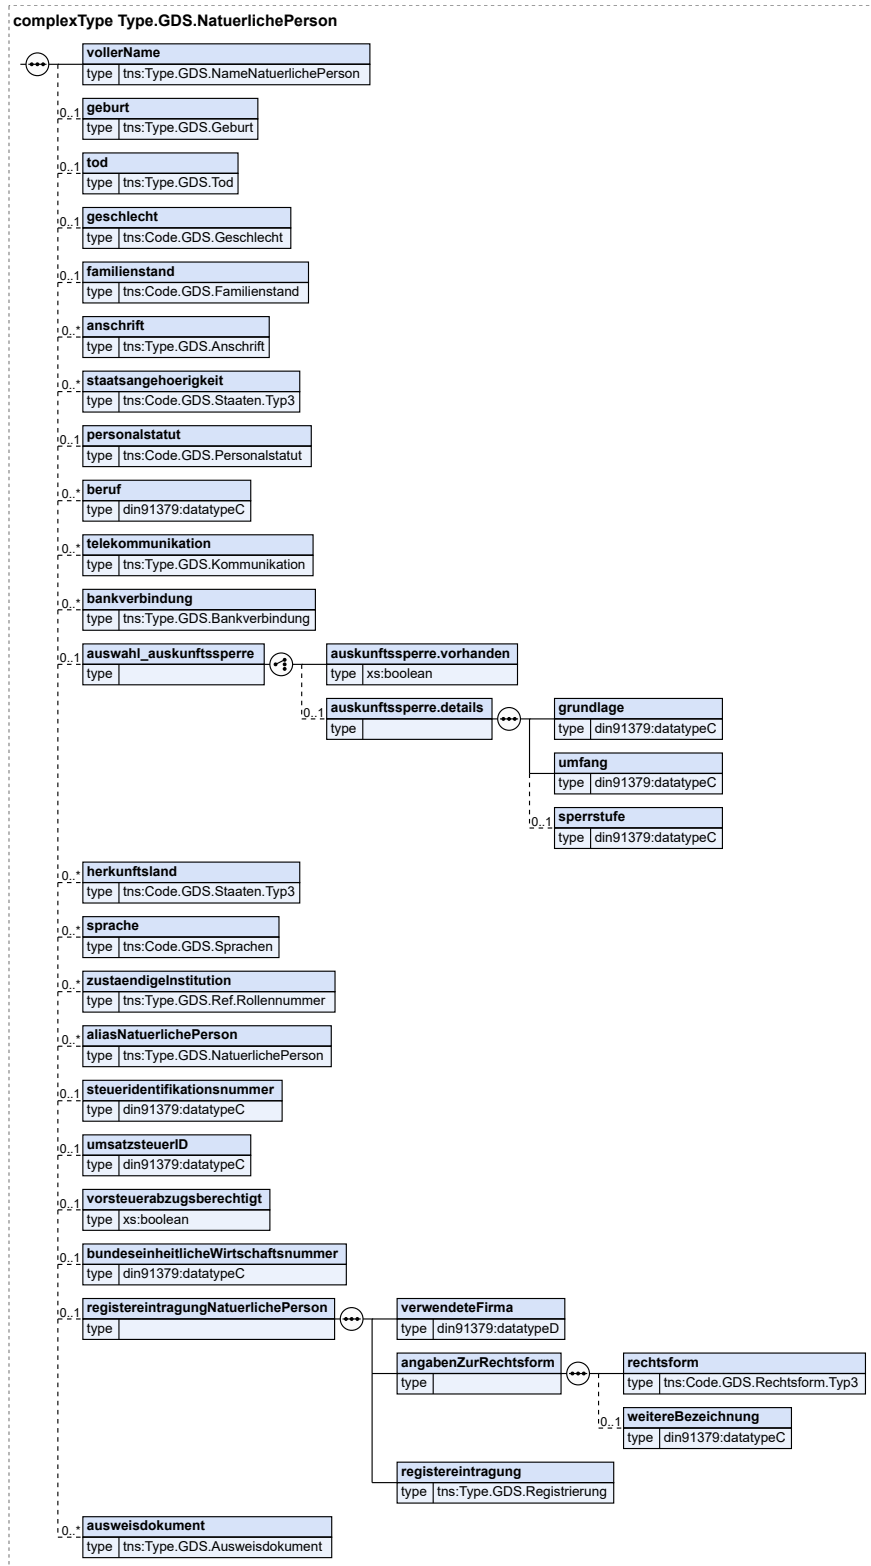 complexType Type.GDS.NatuerlichePerson
vollerName
type tns:Type.GDS.NameNatuerlichePerson
0..1 geburt
type tns:Type.GDS.Geburt
0..1 tod
type tns:Type.GDS.Tod
0..1 geschlecht
type tns:Code.GDS.Geschlecht
0..1 familienstand
type tns:Code.GDS.Familienstand
0..* anschrift
type tns:Type.GDS.Anschrift
0..* staatsangehoerigkeit
type tns:Code.GDS.Staaten.Typ3
0..1 personalstatut
type tns:Code.GDS.Personalstatut
0..* beruf
type din91379:datatypeC
0..* telekommunikation
type tns:Type.GDS.Kommunikation
0..* bankverbindung
type tns:Type.GDS.Bankverbindung
0..1 auswahl_auskunftssperre
type
auskunftssperre.vorhanden
type xs:boolean
0..1 auskunftssperre.details
type
grundlage
type din91379:datatypeC
umfang
type din91379:datatypeC
0..1 sperrstufe
type din91379:datatypeC
0..* herkunftsland
type tns:Code.GDS.Staaten.Typ3
0..* sprache
type tns:Code.GDS.Sprachen
0..* zustaendigeInstitution
type tns:Type.GDS.Ref.Rollennummer
0..* aliasNatuerlichePerson
type tns:Type.GDS.NatuerlichePerson
0..1 steueridentifikationsnummer
type din91379:datatypeC
0..1 umsatzsteuerID
type din91379:datatypeC
0..1 vorsteuerabzugsberechtigt
type xs:boolean
0..1 bundeseinheitlicheWirtschaftsnummer
type din91379:datatypeC
0..1 registereintragungNatuerlichePerson
type
verwendeteFirma
type din91379:datatypeD
angabenZurRechtsform
type
rechtsform
type tns:Code.GDS.Rechtsform.Typ3
0..1 weitereBezeichnung
type din91379:datatypeC
registereintragung
type tns:Type.GDS.Registrierung
0..* ausweisdokument
type tns:Type.GDS.Ausweisdokument